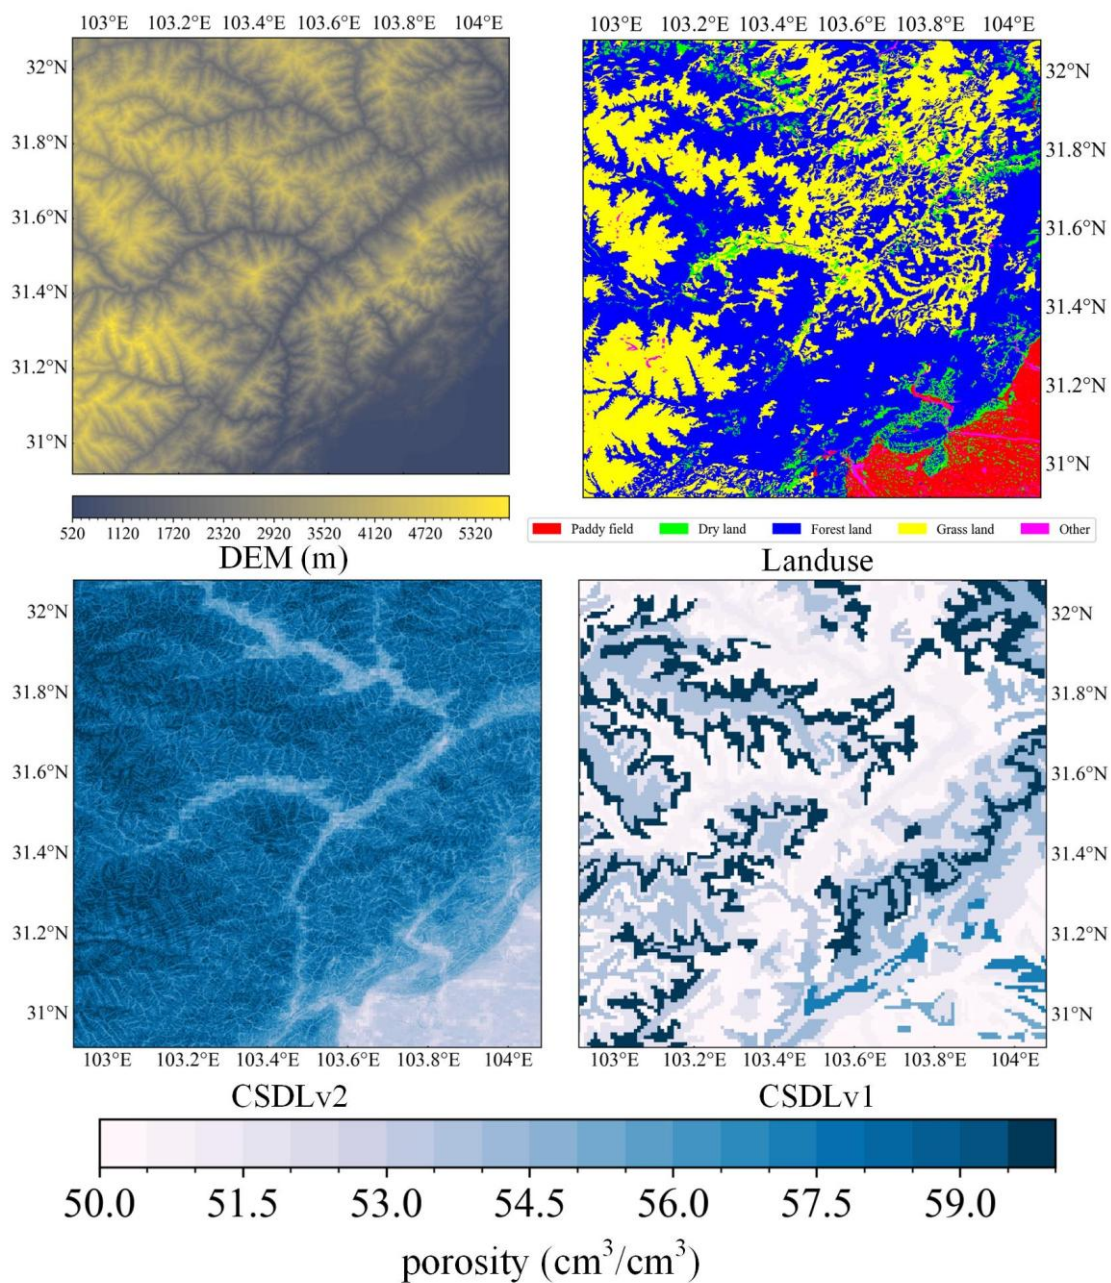 103°E 103.2°E 103.4°E 103.6°E 103.8°E 104°E
103°E 103.2°E 103.4°E 103.6°E 103.8°E 104°E
32°N
31.8°N
31.6°N
31.4°N
31.2°N
31°N
32°N
31.8°N
31.6°N
31.4°N
31.2°N
31°N
520 1120 1720 2320 2920 3520 4120 4720 5320
DEM (m)
Paddy field Dry land Forest land Grass land Other
Landuse
32°N
31.8°N
31.6°N
31.4°N
31.2°N
31°N
32°N
31.8°N
31.6°N
31.4°N
31.2°N
31°N
103°E 103.2°E 103.4°E 103.6°E 103.8°E 104°E
103°E 103.2°E 103.4°E 103.6°E 103.8°E 104°E
CSDLv2
CSDLv1
50.0 51.5 53.0 54.5 56.0 57.5 59.0
porosity (cm³/cm³)